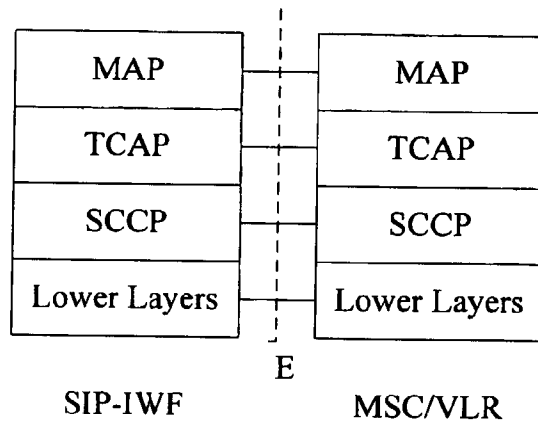 MAP MAP
TCAP TCAP
SCCP SCCP
Lower Layers Lower Layers
E
SIP-IWF MSC/VLR